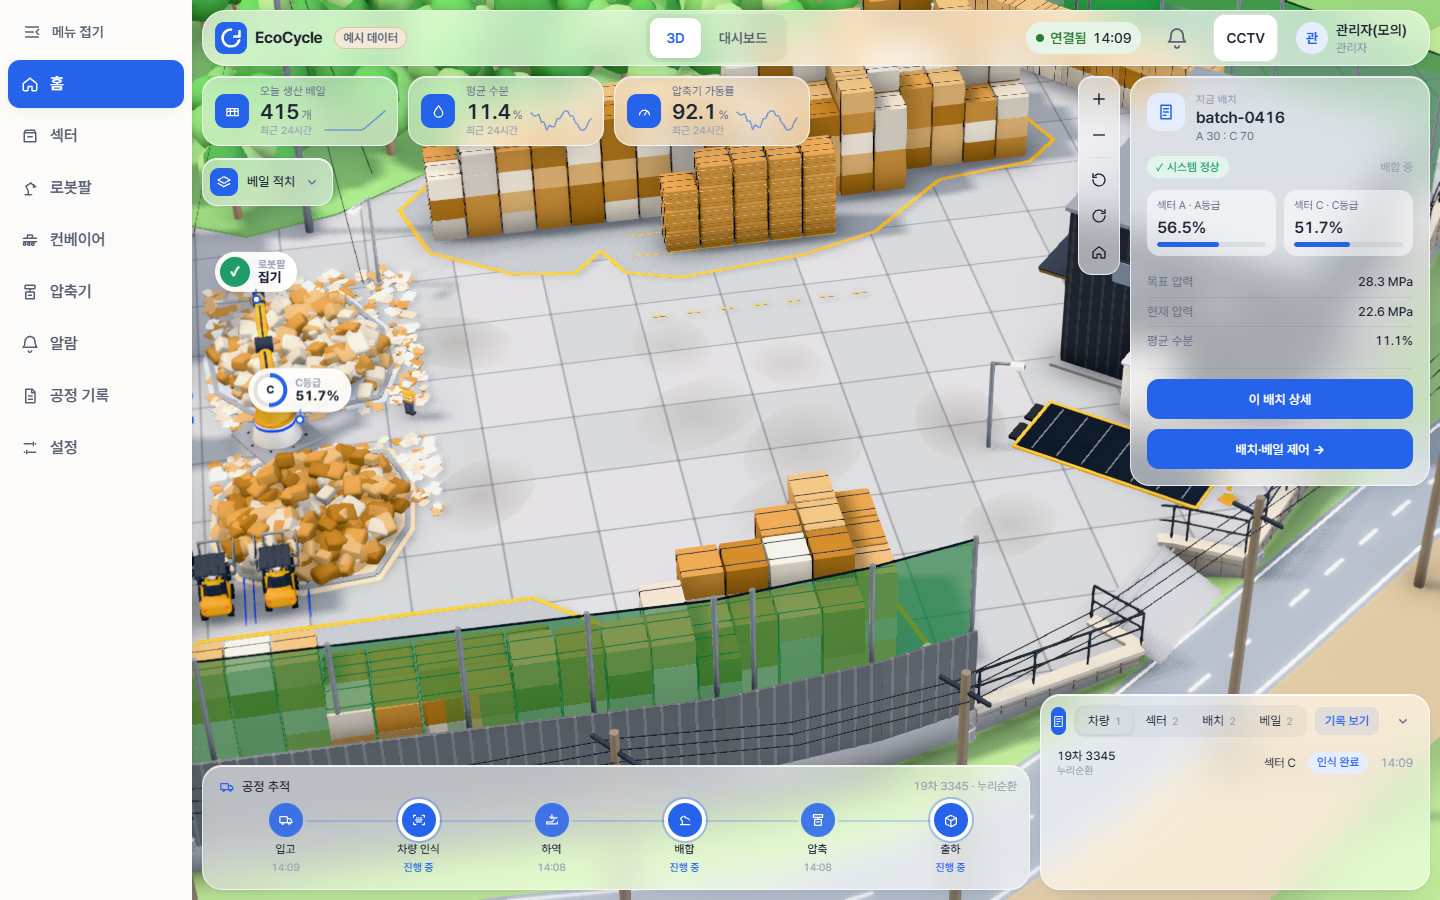 메뉴 접기
홈
섹터
로봇팔
컨베이어
압축기
알람
공정 기록
설정
EcoCycle
예시 데이터
3D
대시보드
연결됨 14:09
CCTV
관
관리자(모의)
관리자
오늘 생산 베일
415개
최근 24시간
평균 수분
11.4%
최근 24시간
압축기 가동률
92.1%
최근 24시간
베일 적치
로봇팔
집기
C
C등급
51.7%
지금 배치
batch-0416
A 30 : C 70
✓ 시스템 정상
배합 중
섹터 A · A등급
56.5%
섹터 C · C등급
51.7%
목표 압력 28.3 MPa
현재 압력 22.6 MPa
평균 수분 11.1%
이 배치 상세
배치·베일 제어 →
공정 추적
19차 3345 · 누리순환
입고
14:09
차량 인식
진행 중
하역
14:08
배합
진행 중
압축
14:08
출하
진행 중
차량 1
섹터 2
배치 2
베일 2
기록 보기
19차 3345
누리순환
섹터 C
인식 완료
14:09